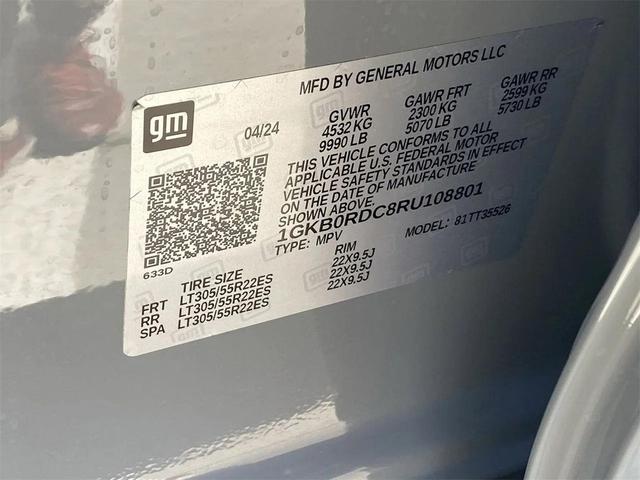 MFD BY GENERAL MOTORS LLC
gm
04/24
GVWR
4532 KG
9990 LB
GAWR FRT
2300 KG
5070 LB
GAWR RR
2599 KG
5730 LB
THIS VEHICLE CONFORMS TO ALL
APPLICABLE U.S. FEDERAL MOTOR
VEHICLE SAFETY STANDARDS IN EFFECT
ON THE DATE OF MANUFACTURE
SHOWN ABOVE.
1GKB0RDC8RU108801
TYPE: MPV
MODEL: 81TT35526
633D
TIRE SIZE
RIM
FRT LT305/55R22ES 22X9.5J
RR LT305/55R22ES 22X9.5J
SPA LT305/55R22ES 22X9.5J